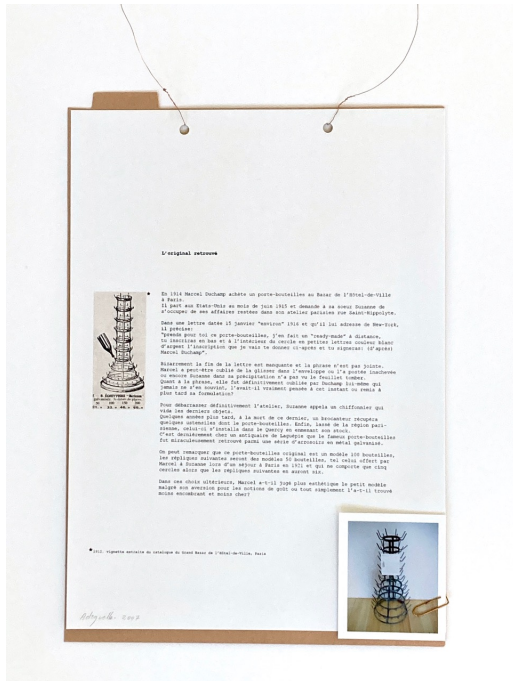 L'original retrouvé
En 1914 Marcel Duchamp achète un porte-bouteilles au Bazar de l'Hôtel-de-Ville
à Paris.
Il part aux Etats-Unis au mois de juin 1915 et demande à sa soeur Suzanne de
s'occuper de ses affaires restées dans son atelier parisien rue Saint-Hippolyte.
Dans une lettre datée 15 janvier "environ" 1916 et qu'il lui adresse de New-York,
il précise:
"prends pour toi ce porte-bouteilles, j'en fait un "ready-made" à distance,
tu inscriras en bas et à l'intérieur du cercle en petites lettres couleur blanc
d'argent l'inscription que je vais te donner ci-après et tu signeras: (d'après)
Marcel Duchamp".
Bizarrement la fin de la lettre est manquante et la phrase n'est pas jointe.
Marcel a peut-être oublié de la glisser dans l'enveloppe ou l'a postée inachevée
ou encore Suzanne dans sa précipitation n'a pas vu le feuillet tomber.
Quant à la phrase, elle fut définitivement oubliée par Duchamp lui-même qui
jamais ne s'en souvint, l'avait-il vraiment pensée à cet instant ou remis à
plus tard sa formulation?
Pour débarrasser définitivement l'atelier, Suzanne appela un chiffonnier qui
vida les derniers objets.
Quelques années plus tard, à la mort de ce dernier, un brocanteur récupéra
quelques ustensiles dont le porte-bouteilles. Enfin, lassé de la région pari-
sienne, celui-ci s'installa dans le Quercy en emmenant son stock.
C'est dernièrement chez un antiquaire de Laguépie que le fameux porte-bouteilles
fut miraculeusement retrouvé parmi une série d'arrosoirs en métal galvanisé.
On peut remarquer que ce porte-bouteilles original est un modèle 100 bouteilles,
les répliques suivantes seront des modèles 50 bouteilles, tel celui offert par
Marcel à Suzanne lors d'un séjour à Paris en 1921 et qui ne comporte que cinq
cercles alors que les répliques suivantes en auront six.
Dans ses choix ultérieurs, Marcel a-t-il jugé plus esthétique le petit modèle
malgré son aversion pour les notions de goût ou tout simplement l'a-t-il trouvé
moins encombrant et moins cher?
1912. Vignette extraite du catalogue du Grand Bazar de l'Hôtel-de-Ville, Paris
2007